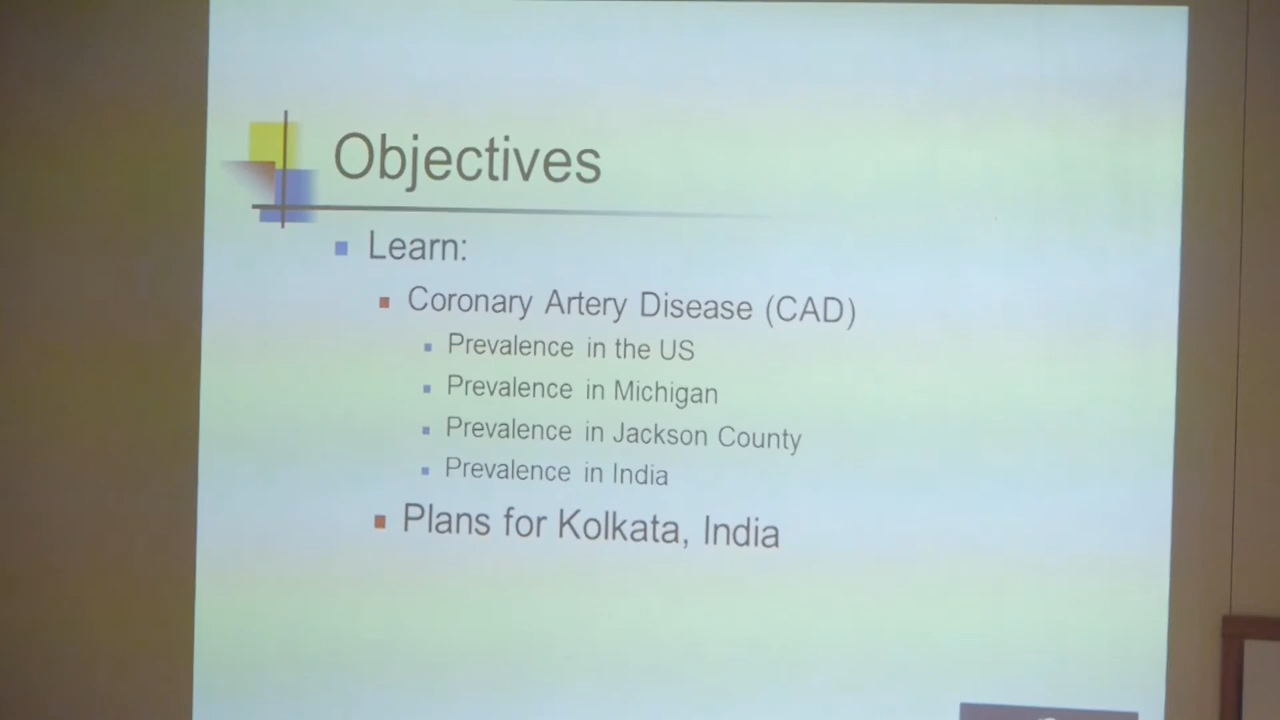 Objectives
Learn:
Coronary Artery Disease (CAD)
Prevalence in the US
Prevalence in Michigan
Prevalence in Jackson County
Prevalence in India
Plans for Kolkata, India